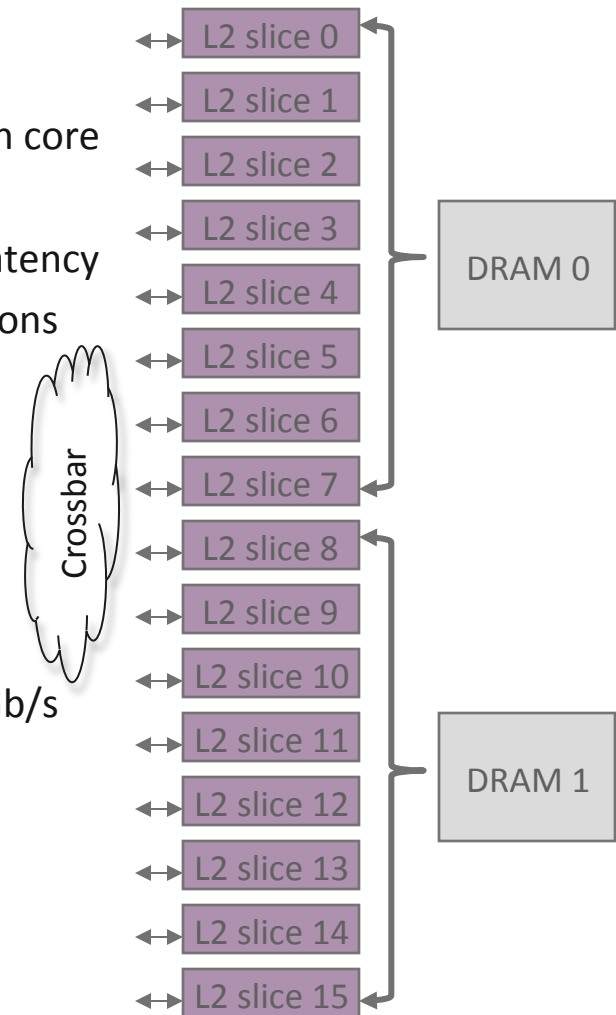 L2 slice 0
L2 slice 1
core
L2 slice 2
L2 slice 3
DRAM 0
L2 slice 4
L2 slice 5
L2 slice 6
L2 slice 7
Crossbar
L2 slice 8
L2 slice 9
L2 slice 10
b/s
L2 slice 11
DRAM 1
L2 slice 12
L2 slice 13
L2 slice 14
L2 slice 15